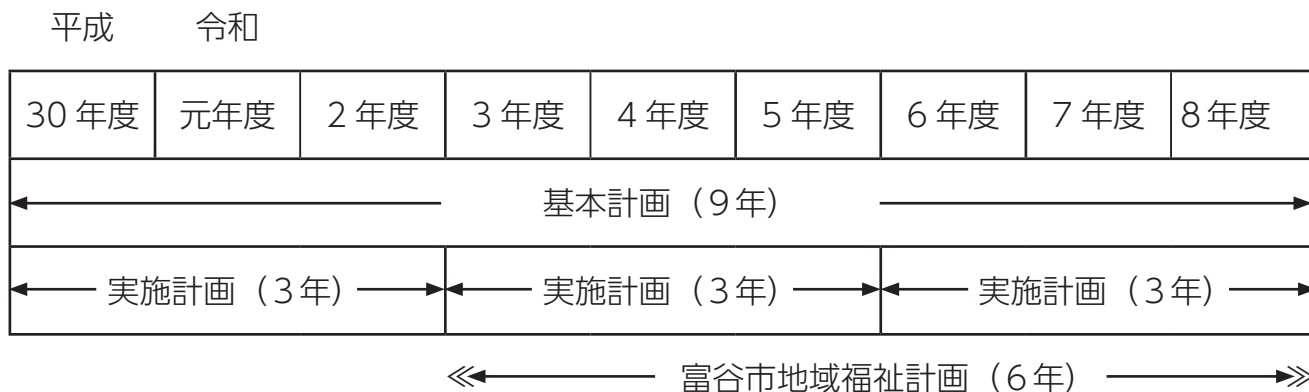 平成 令和
30年度 元年度 2年度 3年度 4年度 5年度 6年度 7年度 8年度
基本計画（9年）
実施計画（3年） 実施計画（3年） 実施計画（3年）
富谷市地域福祉計画（6年）